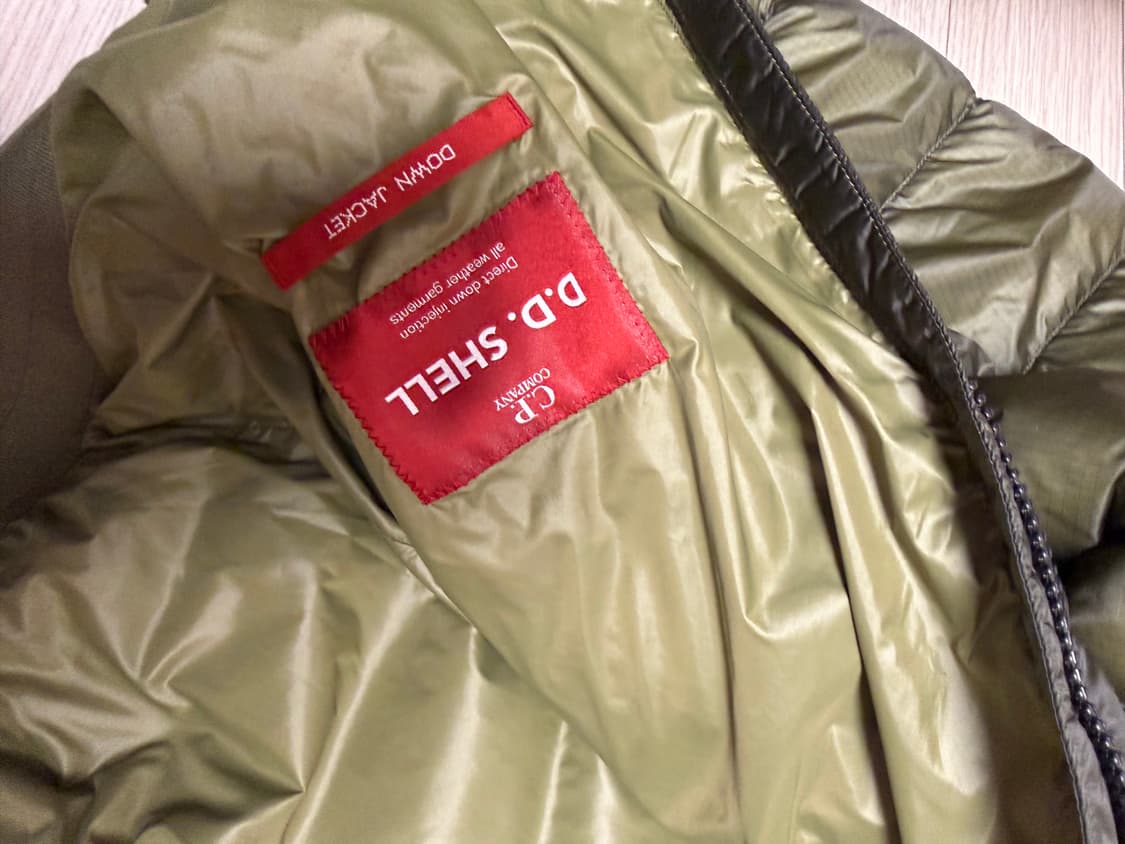 C.P.
COMPANY
D.D. SHELL
Direct down injection
all weather garments
DOWN JACKET